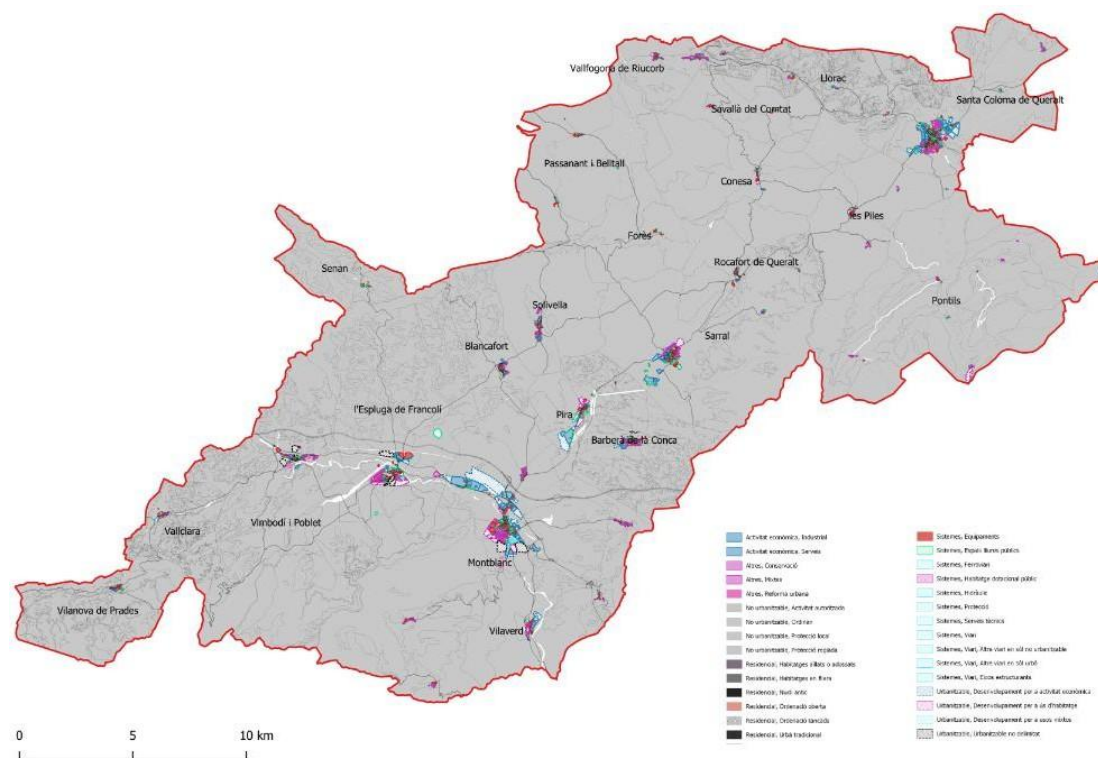 Vallfogona de Riucorb
Llorac
Santa Coloma de Queralt
Savallà del Comtat
Passanant i Belltall
Conesa
les Piles
Forès
Rocafort de Queralt
Senan
Pontils
Solivella
Sarral
Blancafort
l'Espluga de Francolí
Pira
Barberà de la Conca
Vallclara
Vimbodí i Poblet
Montblanc
Vilanova de Prades
Vilaverd
0 5 10 km
Activitat econòmica, Industrial
Activitat econòmica, Serveis
Altres, Conservació
Altres, Mixtes
Altres, Reforma urbana
No urbanitzable, Activitat autoritzada
No urbanitzable, Ordinari
No urbanitzable, Protecció local
No urbanitzable, Protecció reglada
Residencial, Habitatges aïllats o adossats
Residencial, Habitatges en filera
Residencial, Nucli antic
Residencial, Ordenació oberta
Residencial, Ordenació tancada
Residencial, Urbà tradicional
Sistemes, Equipaments
Sistemes, Espais lliures públics
Sistemes, Ferroviari
Sistemes, Habitatge dotacional públic
Sistemes, Hidràulic
Sistemes, Protecció
Sistemes, Serveis tècnics
Sistemes, Viari
Sistemes, Viari, Altre viari en sòl no urbanitzable
Sistemes, Viari, Altre viari en sòl urbà
Sistemes, Viari, Eixos estructurants
Urbanitzable, Desenvolupament per a activitat econòmica
Urbanitzable, Desenvolupament per a ús d'habitatge
Urbanitzable, Desenvolupament per a usos mixtos
Urbanitzable, Urbanitzable no delimitat